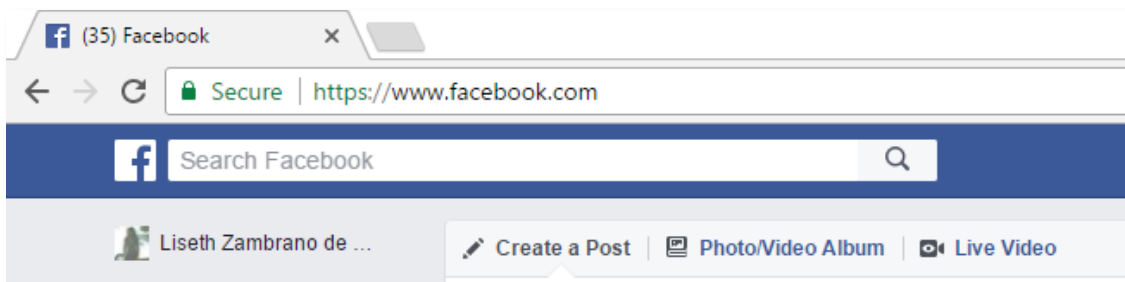 (35) Facebook
Secure https://www.facebook.com
Search Facebook
Liseth Zambrano de ...
Create a Post Photo/Video Album Live Video